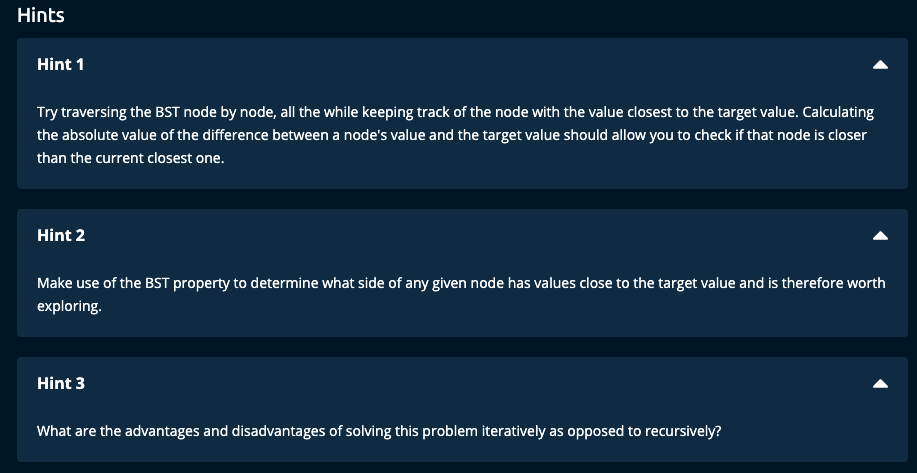 Hints
Hint 1
Try traversing the BST node by node, all the while keeping track of the node with the value closest to the target value. Calculating
the absolute value of the difference between a node's value and the target value should allow you to check if that node is closer
than the current closest one.
Hint 2
Make use of the BST property to determine what side of any given node has values close to the target value and is therefore worth
exploring.
Hint 3
What are the advantages and disadvantages of solving this problem iteratively as opposed to recursively?